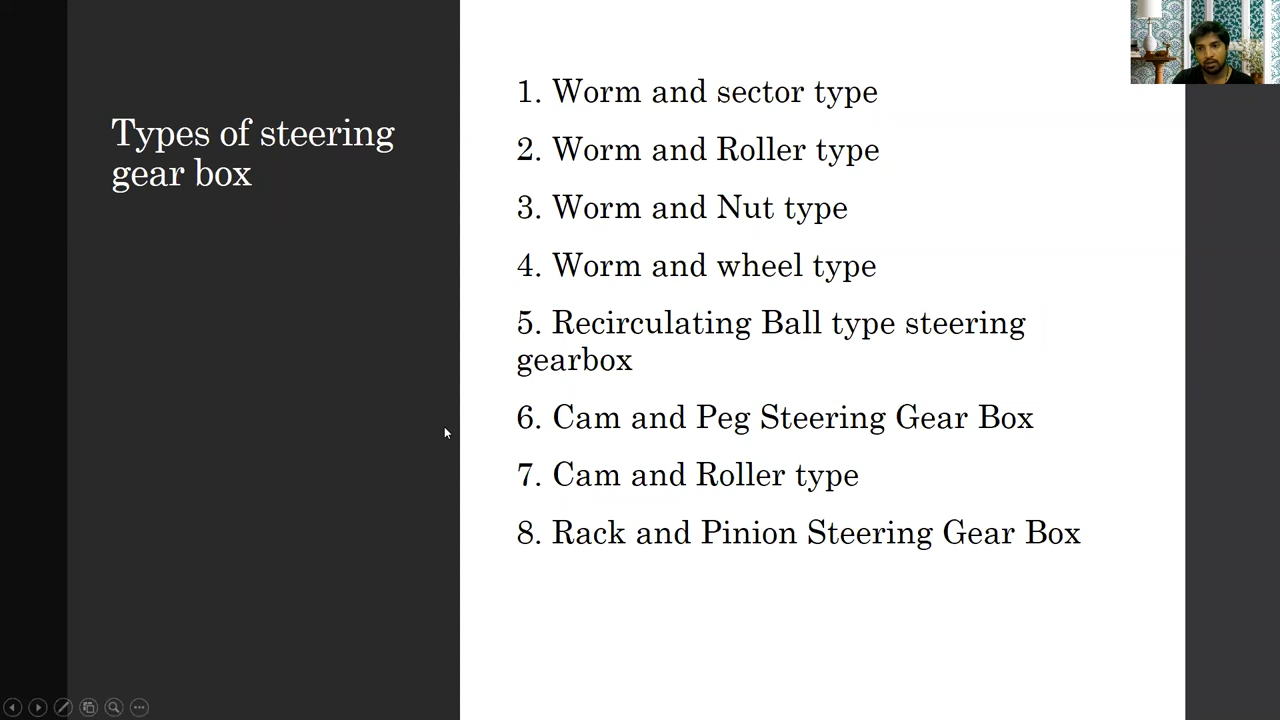 Types of steering
gear box
1. Worm and sector type
2. Worm and Roller type
3. Worm and Nut type
4. Worm and wheel type
5. Recirculating Ball type steering
gearbox
6. Cam and Peg Steering Gear Box
7. Cam and Roller type
8. Rack and Pinion Steering Gear Box